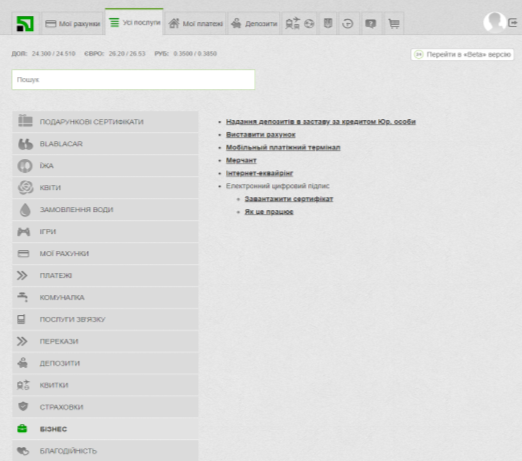 Мої рахунки Усі послуги Мої платежі Депозити
ДОЛ: 24.300 / 24.510 ЄВРО: 26.20 / 26.53 РУБ: 0.3500 / 0.3850
Перейти в «Beta» версію
Пошук
ПОДАРУНКОВІ СЕРТИФІКАТИ
BLABLACAR
ЇЖА
КВІТИ
ЗАМОВЛЕННЯ ВОДИ
ІГРИ
МОЇ РАХУНКИ
ПЛАТЕЖІ
КОМУНАЛКА
ПОСЛУГИ ЗВ'ЯЗКУ
ПЕРЕКАЗИ
ДЕПОЗИТИ
КВИТКИ
СТРАХОВКИ
БІЗНЕС
БЛАГОДІЙНІСТЬ
Надання депозитів в заставу за кредитом Юр. особи
Виставити рахунок
Мобільный платіжний термінал
Мерчант
Інтернет-еквайрінг
Електронний цифровий підпис
Завантажити сертифікат
Як це працює